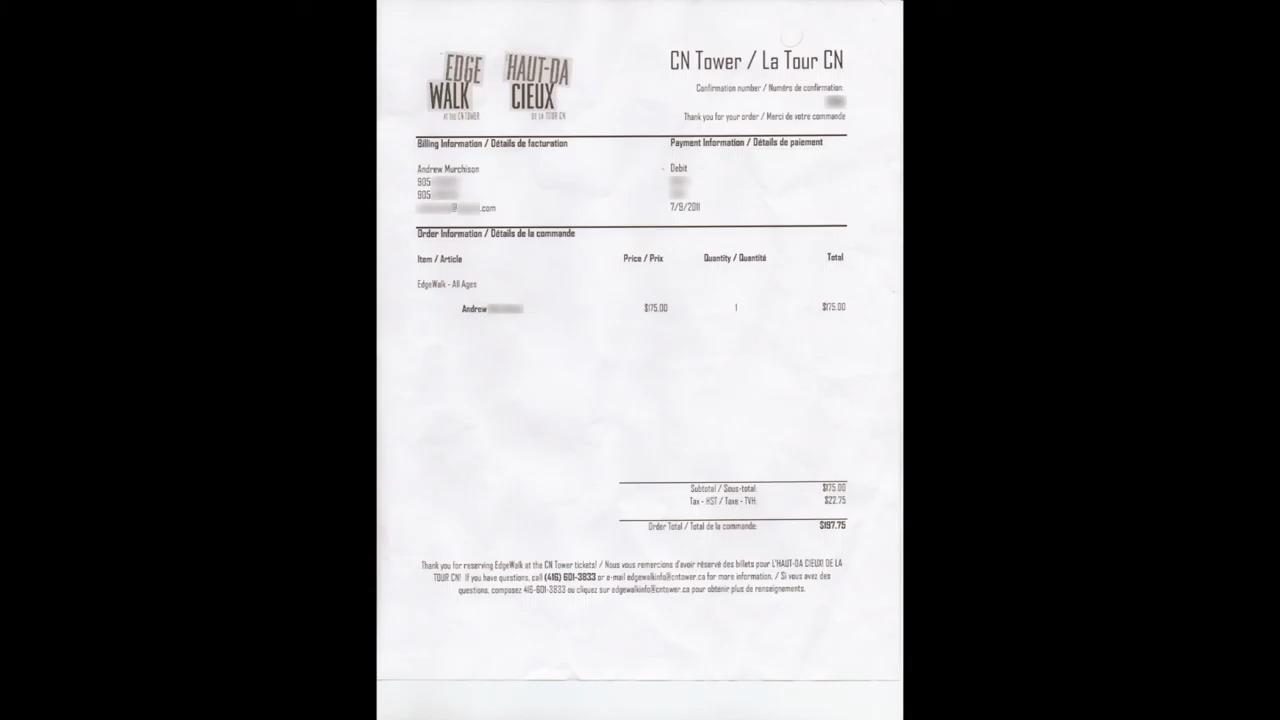 EDGE WALK
AT THE CN TOWER
HAUT-DA CIEUX
DE LA TOUR CN
CN Tower / La Tour CN
Confirmation number / Numéro de confirmation:
Thank you for your order / Merci de votre commande
Billing Information / Détails de facturation
Payment Information / Détails de paiement
Andrew Murchison
Debit
905
905
@ .com
7/9/2011
Order Information / Détails de la commande
Item / Article Price / Prix Quantity / Quantité Total
EdgeWalk - All Ages
Andrew $175.00 1 $175.00
Subtotal / Sous-total: $175.00
Tax - HST / Taxe - TVH: $22.75
Order Total / Total de la commande: $197.75
Thank you for reserving EdgeWalk at the CN Tower tickets! / Nous vous remercions d'avoir réservé des billets pour L'HAUT-DA CIEUX! DE LA
TOUR CN! If you have questions, call (416) 601-3833 or e-mail edgewalkinfo@cntower.ca for more information. / Si vous avez des
questions, composez 416-601-3833 ou cliquez sur edgewalkinfo@cntower.ca pour obtenir plus de renseignements.